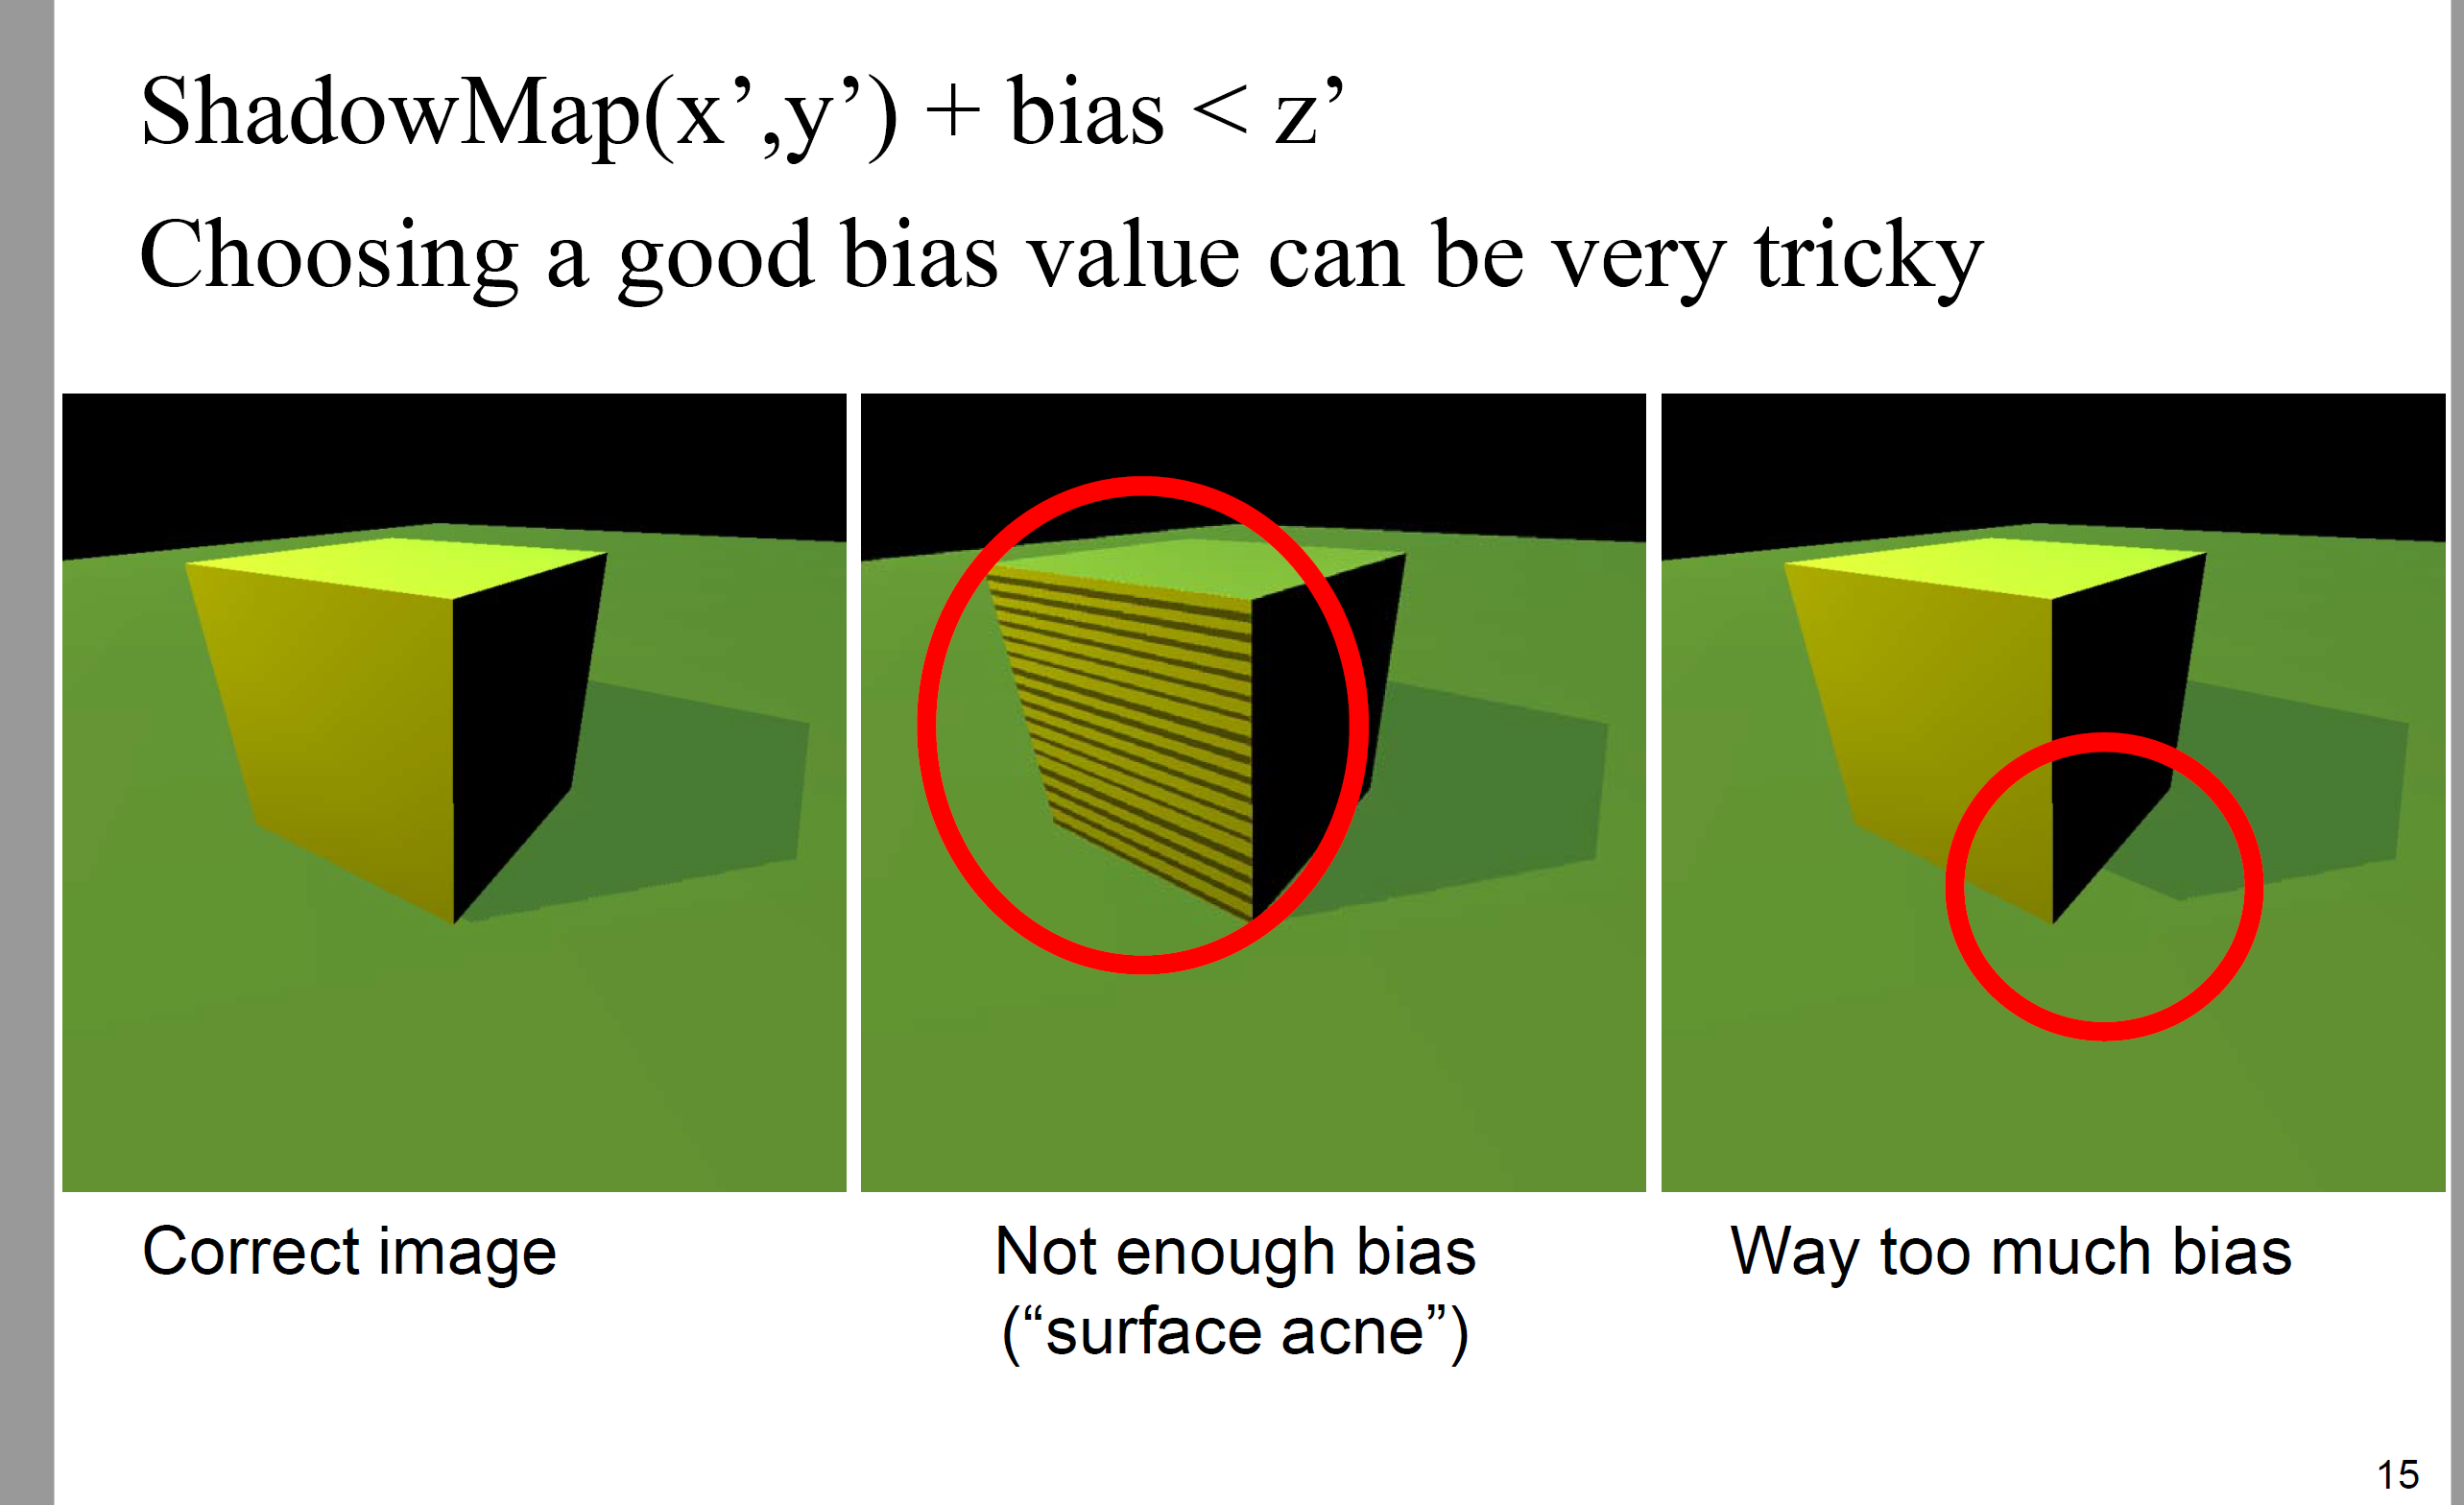 ShadowMap(x’,y’) + bias < z’
Choosing a good bias value can be very tricky
Correct image
Not enough bias
(“surface acne”)
Way too much bias
15